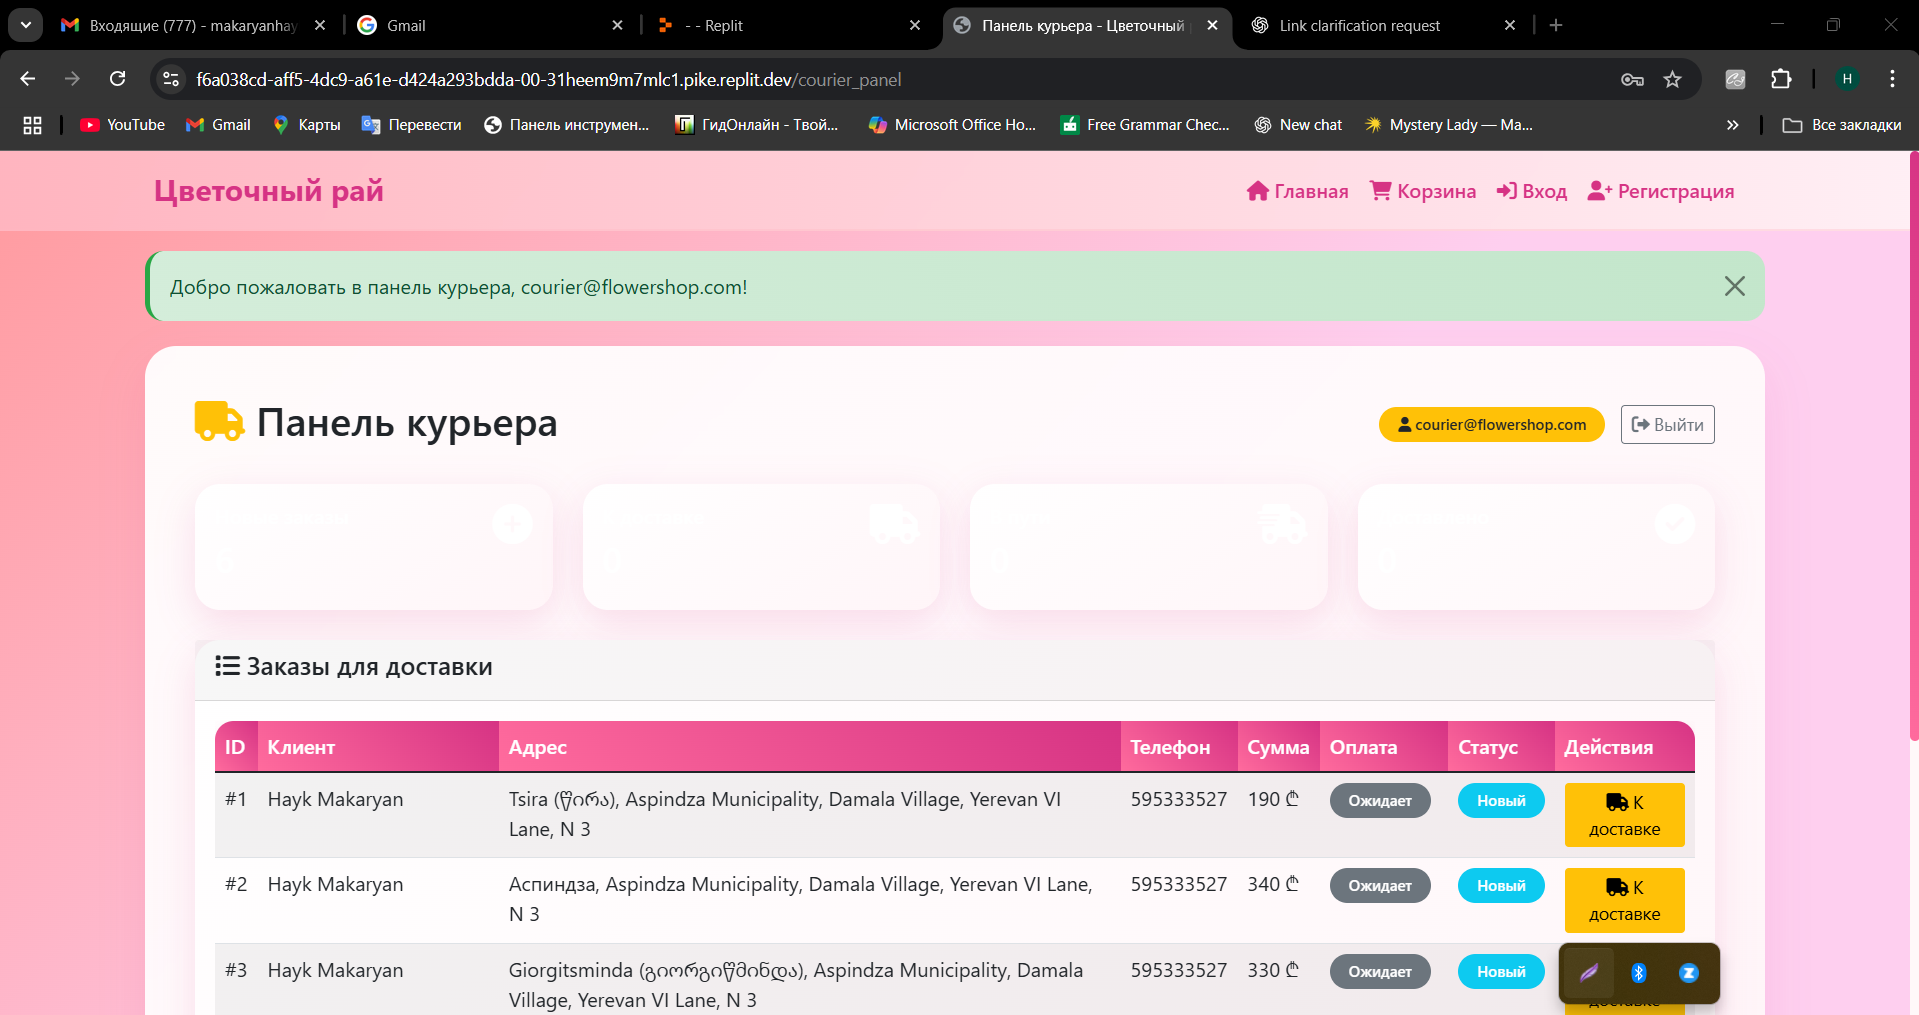 Входящие (777) - makaryanhay
Gmail
- - Replit
Панель курьера - Цветочный
Link clarification request
f6a038cd-aff5-4dc9-a61e-d424a293bdda-00-31heem9m7mlc1.pike.replit.dev/courier_panel
H
YouTube
Gmail
Карты
Перевести
Панель инструмен...
ГидОнлайн - Твой...
Microsoft Office Ho...
Free Grammar Chec...
New chat
Mystery Lady — Ma...
»
Все закладки
Цветочный рай
Главная
Корзина
Вход
Регистрация
Добро пожаловать в панель курьера, courier@flowershop.com!
Панель курьера
courier@flowershop.com
Выйти
Заказы для доставки
ID Клиент Адрес Телефон Сумма Оплата Статус Действия
#1 Hayk Makaryan Tsira (წირა), Aspindza Municipality, Damala Village, Yerevan VI 595333527 190 ₾ Ожидает Новый К
Lane, N 3 доставке
#2 Hayk Makaryan Аспиндза, Aspindza Municipality, Damala Village, Yerevan VI Lane, 595333527 340 ₾ Ожидает Новый К
N 3 доставке
#3 Hayk Makaryan Giorgitsminda (გიორგიწმინდა), Aspindza Municipality, Damala 595333527 330 ₾ Ожидает Новый
Village, Yerevan VI Lane, N 3 доставке